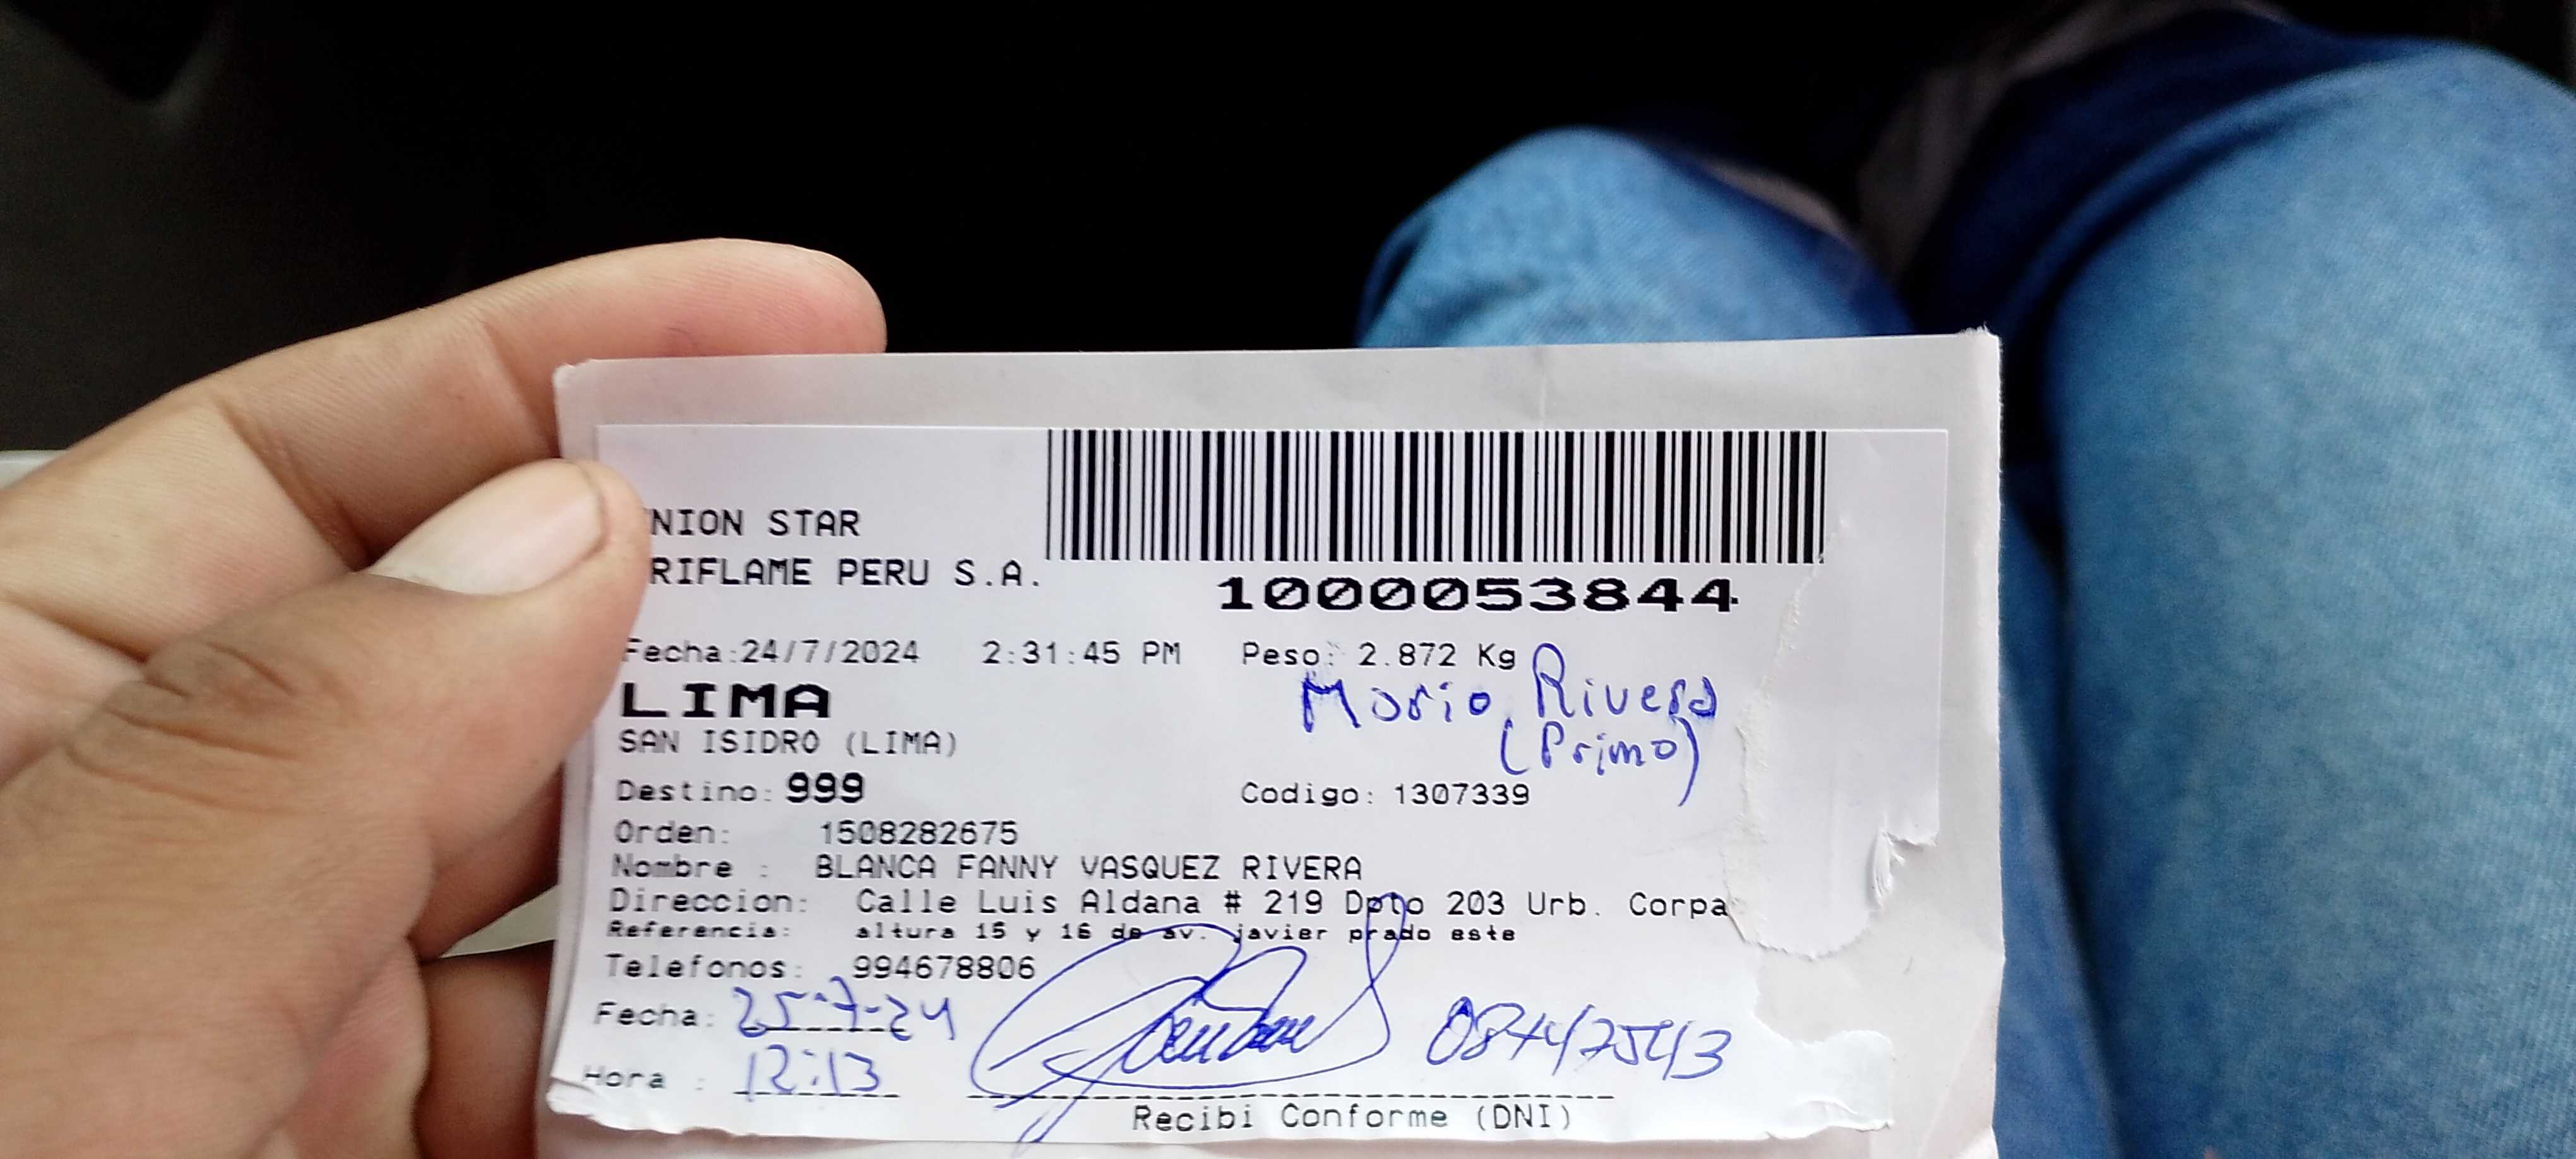 NION STAR
RIFLAME PERU S.A.
1000053844
Fecha:24/7/2024 2:31:45 PM Peso: 2.872 Kg
LIMA Mario Rivera
SAN ISIDRO (LIMA) (Primo)
Destino: 999 Codigo: 1307339
Orden: 1508282675
Nombre : BLANCA FANNY VASQUEZ RIVERA
Direccion: Calle Luis Aldana # 219 Dpto 203 Urb. Corpa
Referencia: altura 15 y 16 de av. javier prado este
Telefonos: 994678806
Fecha: 25-7-24
Hora : 12:13
Recibi Conforme (DNI)